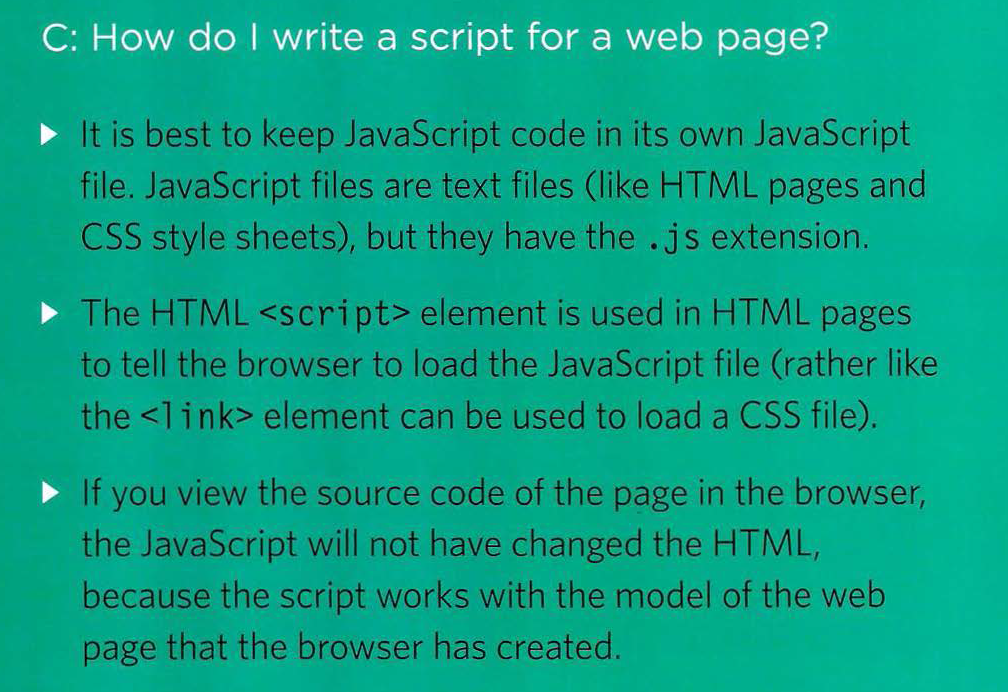 C: How do I write a script for a web page?
It is best to keep JavaScript code in its own JavaScript
file. JavaScript files are text files (like HTML pages and
CSS style sheets), but they have the .js extension.
The HTML <script> element is used in HTML pages
to tell the browser to load the JavaScript file (rather like
the <link> element can be used to load a CSS file).
If you view the source code of the page in the browser,
the JavaScript will not have changed the HTML,
because the script works with the model of the web
page that the browser has created.